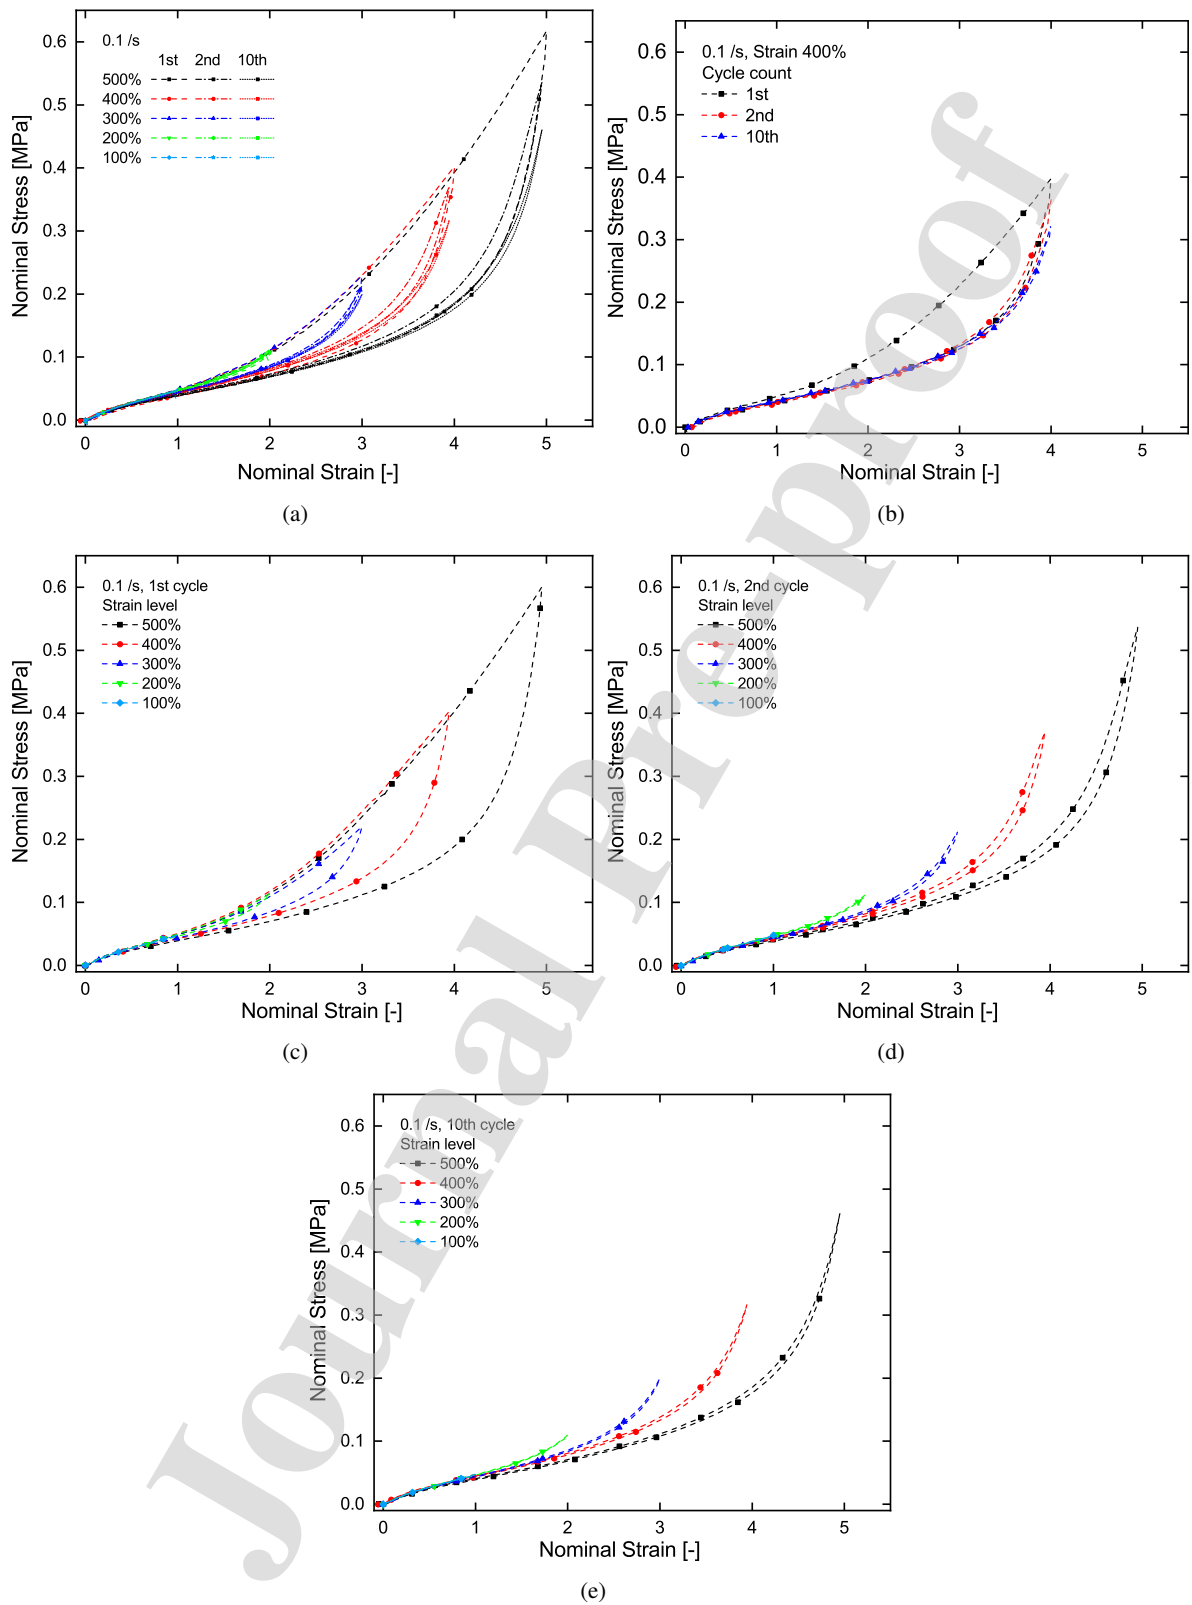 0.1 /s
1st 2nd 10th
500%
400%
300%
200%
100%
0.6
0.5
0.4
0.3
0.2
0.1
0.0
0 1 2 3 4 5
Nominal Stress [MPa]
Nominal Strain [-]
(a)
0.1 /s, Strain 400%
Cycle count
1st
2nd
10th
0.6
0.5
0.4
0.3
0.2
0.1
0.0
0 1 2 3 4 5
Nominal Stress [MPa]
Nominal Strain [-]
(b)
0.1 /s, 1st cycle
Strain level
500%
400%
300%
200%
100%
0.6
0.5
0.4
0.3
0.2
0.1
0.0
0 1 2 3 4 5
Nominal Stress [MPa]
Nominal Strain [-]
(c)
0.1 /s, 2nd cycle
Strain level
500%
400%
300%
200%
100%
0.6
0.5
0.4
0.3
0.2
0.1
0.0
0 1 2 3 4 5
Nominal Stress [MPa]
Nominal Strain [-]
(d)
0.1 /s, 10th cycle
Strain level
500%
400%
300%
200%
100%
0.6
0.5
0.4
0.3
0.2
0.1
0.0
0 1 2 3 4 5
Nominal Stress [MPa]
Nominal Strain [-]
(e)
Journal Pre-proof